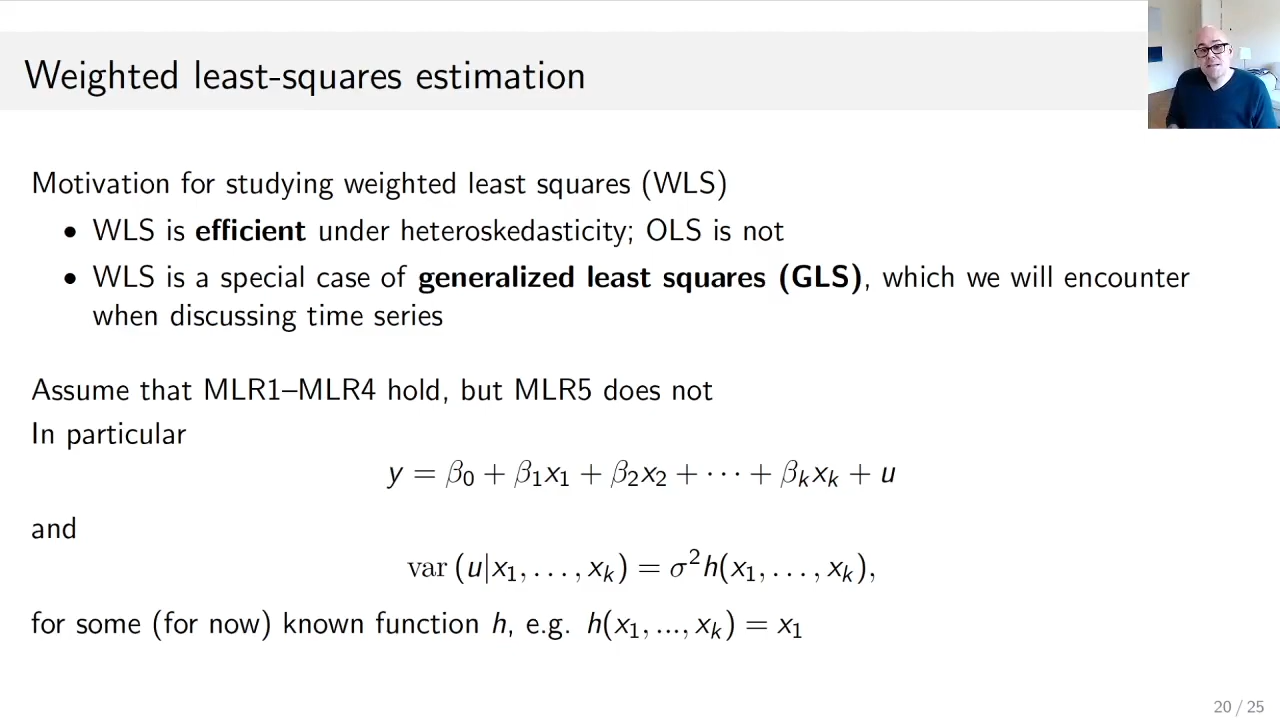 Weighted least-squares estimation
Motivation for studying weighted least squares (WLS)
• WLS is efficient under heteroskedasticity; OLS is not
• WLS is a special case of generalized least squares (GLS), which we will encounter
when discussing time series
Assume that MLR1–MLR4 hold, but MLR5 does not
In particular
y = β₀ + β₁x₁ + β₂x₂ + ⋯ + βₖxₖ + u
and
var (u|x₁, . . . , xₖ) = σ²h(x₁, . . . , xₖ),
for some (for now) known function h, e.g. h(x₁, ..., xₖ) = x₁
20 / 25